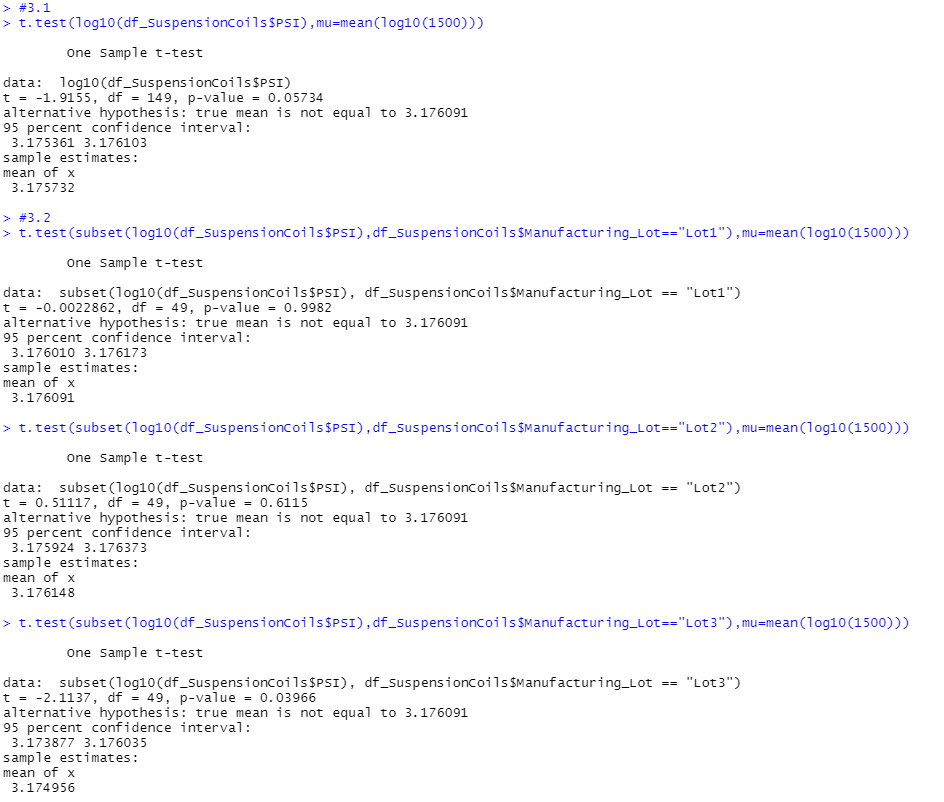 > #3.1
> t.test(log10(df_SuspensionCoils$PSI),mu=mean(log10(1500)))
One Sample t-test
data:  log10(df_SuspensionCoils$PSI)
t = -1.9155, df = 149, p-value = 0.05734
alternative hypothesis: true mean is not equal to 3.176091
95 percent confidence interval:
3.175361 3.176103
sample estimates:
mean of x
3.175732
> #3.2
> t.test(subset(log10(df_SuspensionCoils$PSI),df_SuspensionCoils$Manufacturing_Lot=="Lot1"),mu=mean(log10(1500)))
One Sample t-test
data:  subset(log10(df_SuspensionCoils$PSI), df_SuspensionCoils$Manufacturing_Lot == "Lot1")
t = -0.0022862, df = 49, p-value = 0.9982
alternative hypothesis: true mean is not equal to 3.176091
95 percent confidence interval:
3.176010 3.176173
sample estimates:
mean of x
3.176091
> t.test(subset(log10(df_SuspensionCoils$PSI),df_SuspensionCoils$Manufacturing_Lot=="Lot2"),mu=mean(log10(1500)))
One Sample t-test
data:  subset(log10(df_SuspensionCoils$PSI), df_SuspensionCoils$Manufacturing_Lot == "Lot2")
t = 0.51117, df = 49, p-value = 0.6115
alternative hypothesis: true mean is not equal to 3.176091
95 percent confidence interval:
3.175924 3.176373
sample estimates:
mean of x
3.176148
> t.test(subset(log10(df_SuspensionCoils$PSI),df_SuspensionCoils$Manufacturing_Lot=="Lot3"),mu=mean(log10(1500)))
One Sample t-test
data:  subset(log10(df_SuspensionCoils$PSI), df_SuspensionCoils$Manufacturing_Lot == "Lot3")
t = -2.1137, df = 49, p-value = 0.03966
alternative hypothesis: true mean is not equal to 3.176091
95 percent confidence interval:
3.173877 3.176035
sample estimates:
mean of x
3.174956